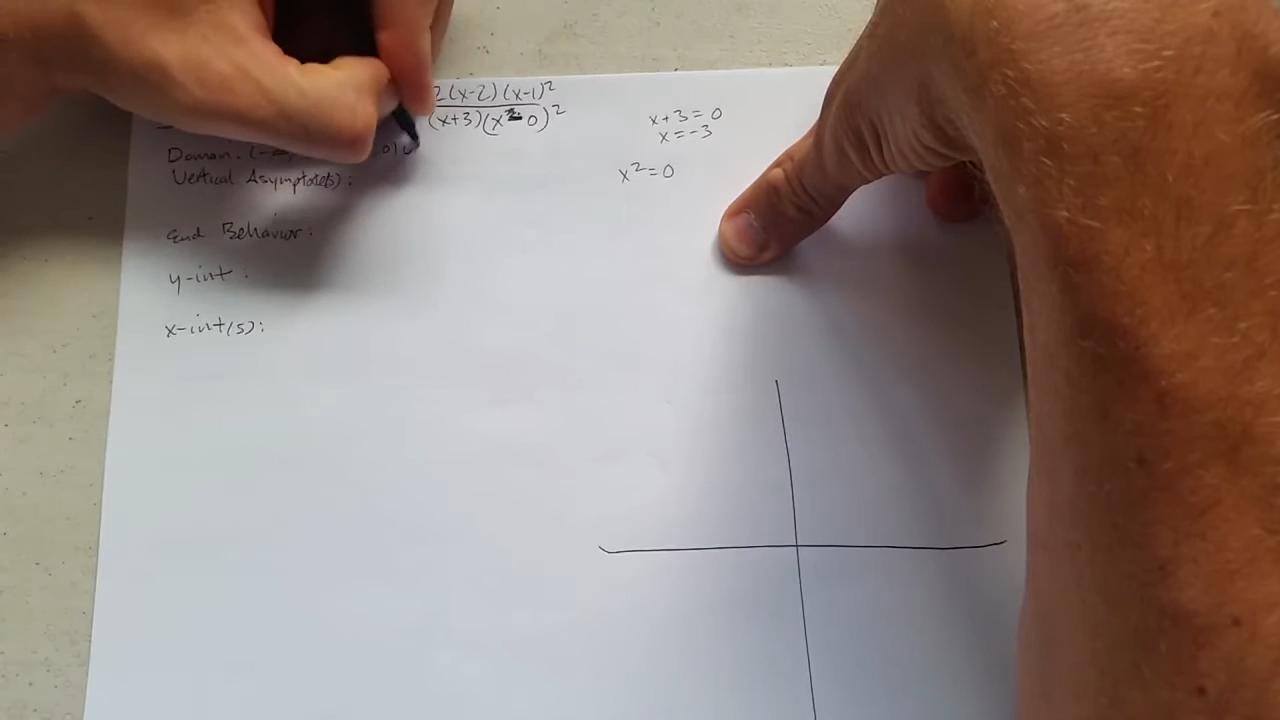 2(x-2)(x-1)²
(x+3)(x² 0)²
x+3=0
x=-3
x²=0
Domain: (- 0)∪
Vertical Asymptote(s):
End Behavior:
y-int:
x-int(s):